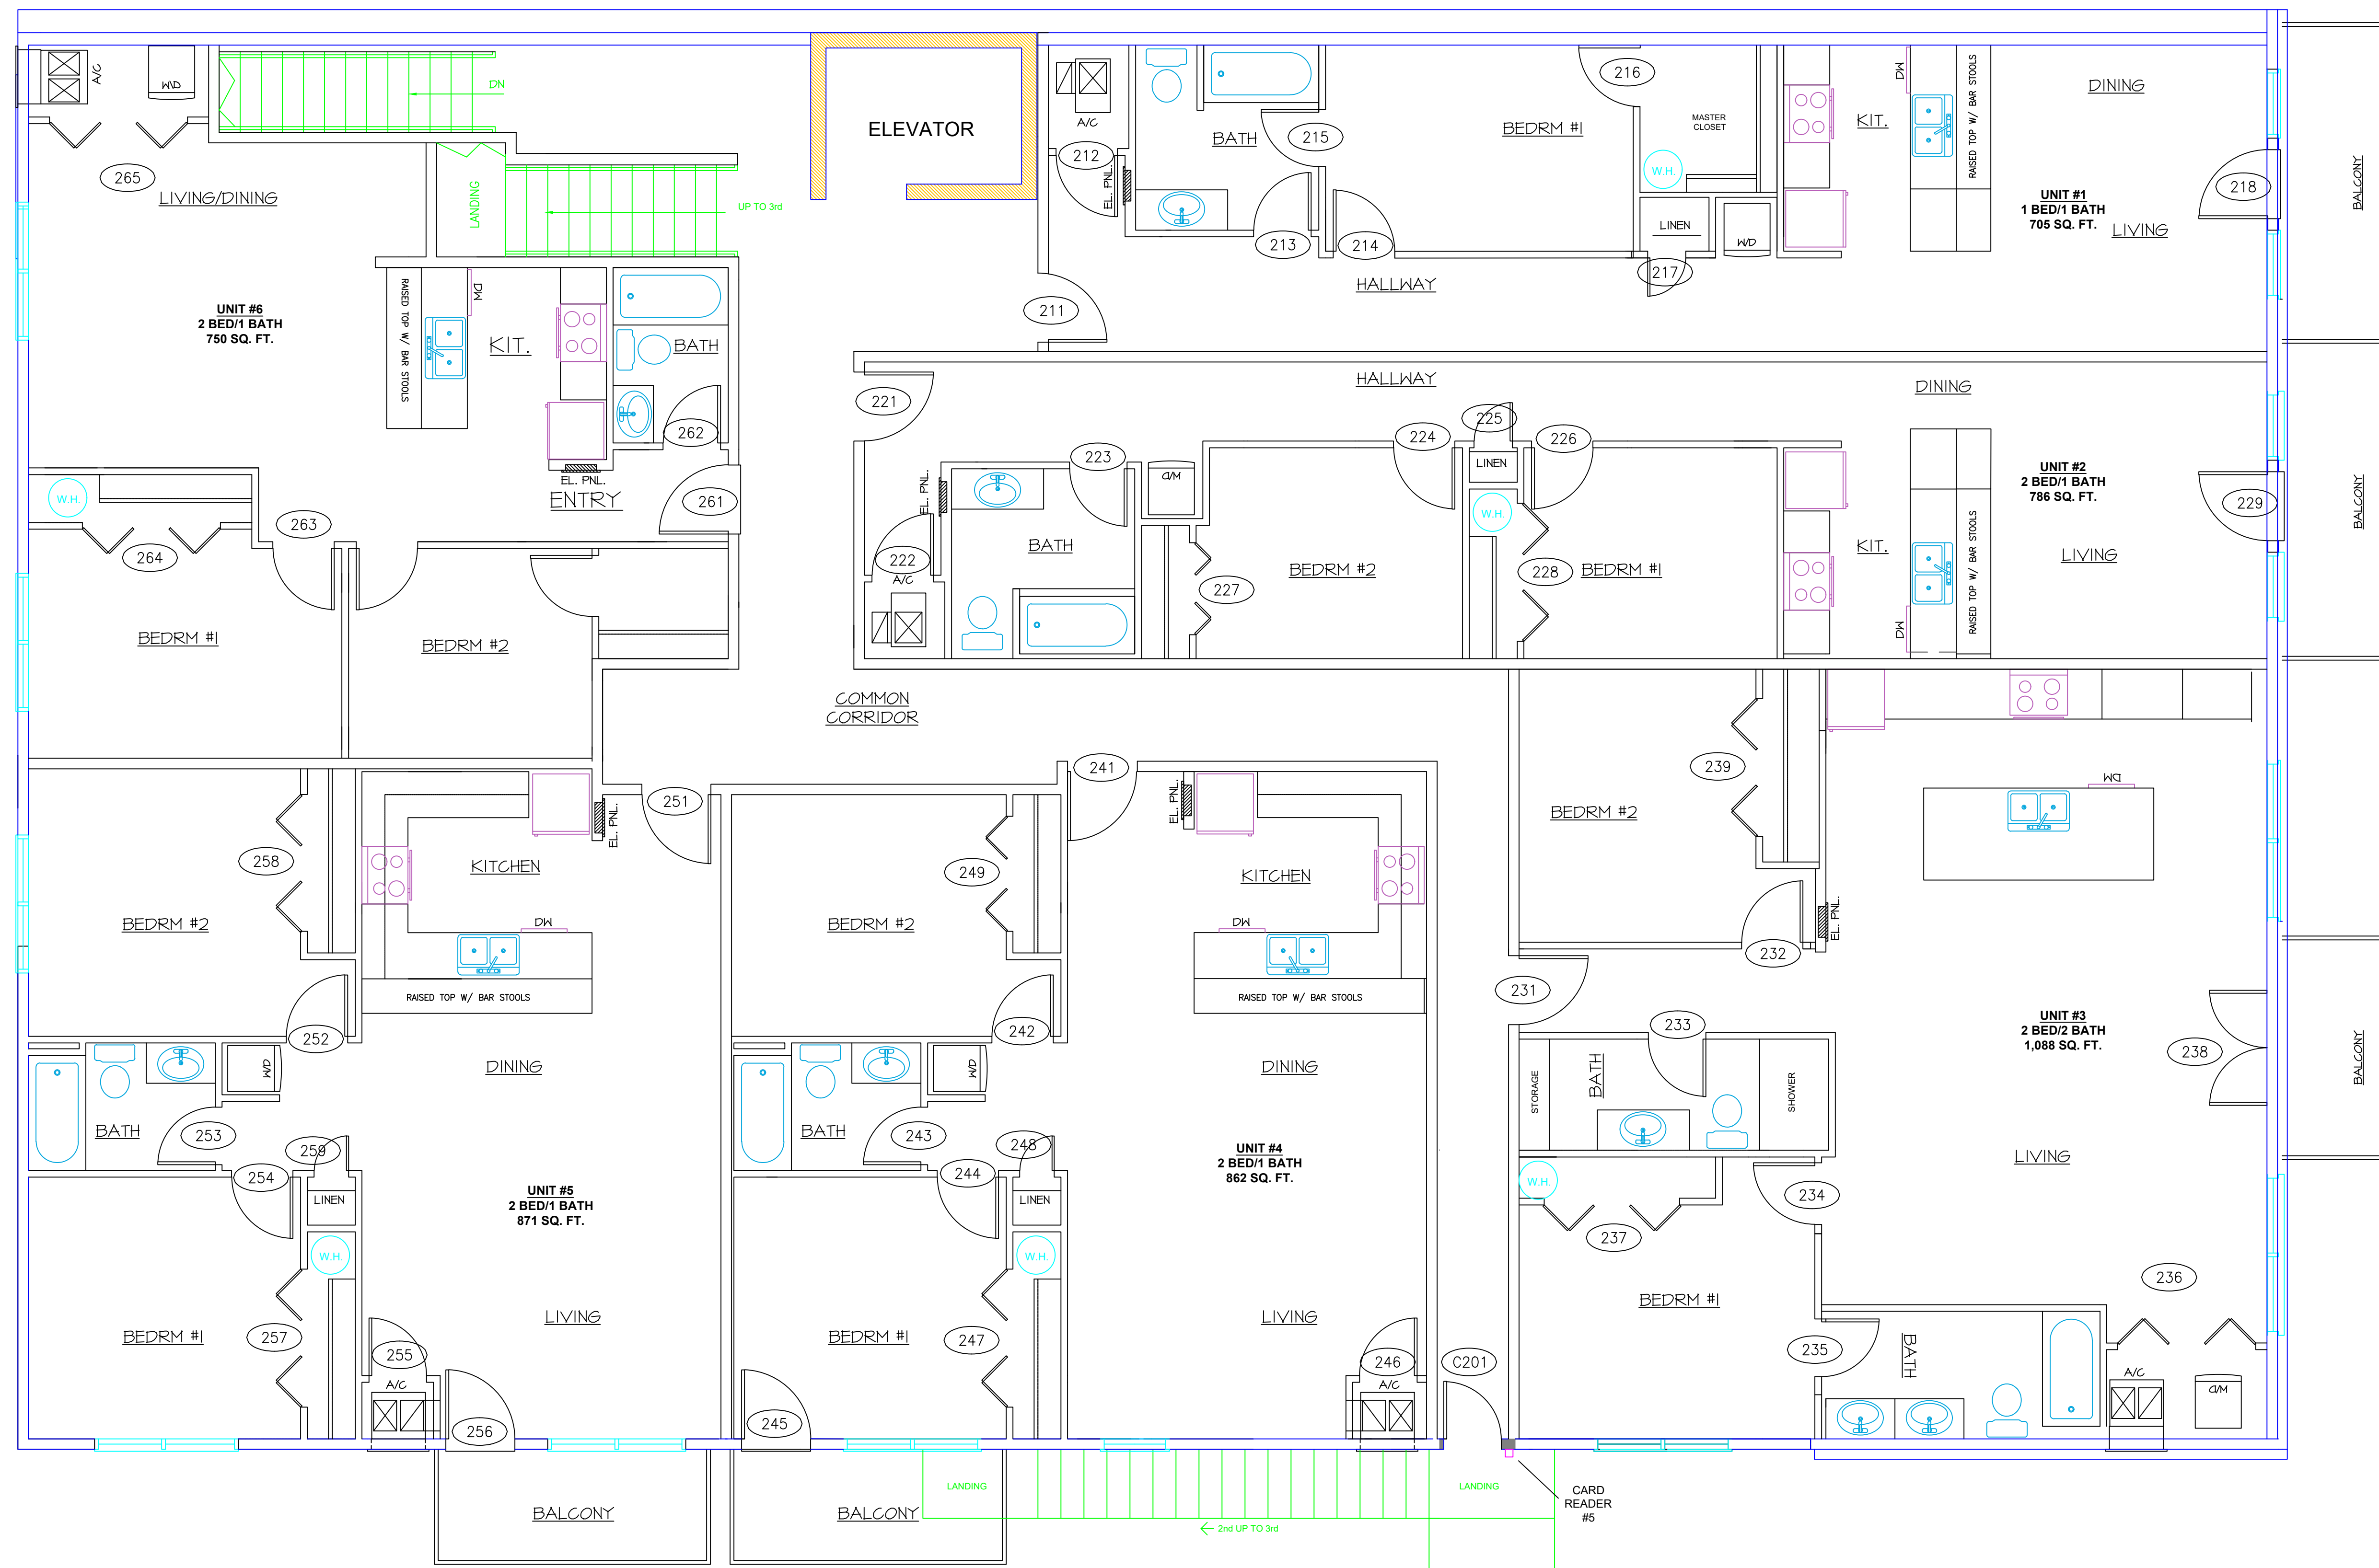 A/C
W/D
DN
ELEVATOR
A/C
BATH
215
BEDRM #1
216
MASTER
CLOSET
W.H.
KIT.
DW
RAISED TOP W/ BAR STOOLS
DINING
BALCONY
265
LIVING/DINING
LANDING
UP TO 3rd
212
EL. PNL.
213
214
LINEN
W/D
217
UNIT #1
1 BED/1 BATH
705 SQ. FT.
LIVING
218
HALLWAY
211
UNIT #6
2 BED/1 BATH
750 SQ. FT.
RAISED TOP W/ BAR STOOLS
DW
KIT.
BATH
262
EL. PNL.
ENTRY
261
HALLWAY
221
223
224
225
226
LINEN
W/D
EL. PNL.
222
A/C
BATH
227
BEDRM #2
W.H.
228
BEDRM #1
KIT.
DW
RAISED TOP W/ BAR STOOLS
DINING
UNIT #2
2 BED/1 BATH
786 SQ. FT.
LIVING
229
BALCONY
W.H.
263
264
BEDRM #1
BEDRM #2
COMMON
CORRIDOR
239
BEDRM #2
DW
EL. PNL.
232
231
251
EL. PNL.
258
BEDRM #2
KITCHEN
DW
RAISED TOP W/ BAR STOOLS
252
241
EL. PNL.
249
BEDRM #2
KITCHEN
DW
RAISED TOP W/ BAR STOOLS
242
233
STORAGE
BATH
SHOWER
UNIT #3
2 BED/2 BATH
1,088 SQ. FT.
238
BALCONY
LIVING
DINING
W/D
BATH
253
259
254
LINEN
UNIT #5
2 BED/1 BATH
871 SQ. FT.
W.H.
DINING
W/D
BATH
243
248
244
LINEN
UNIT #4
2 BED/1 BATH
862 SQ. FT.
W.H.
W.H.
234
237
236
BEDRM #1
257
LIVING
255
A/C
256
BEDRM #1
247
245
LIVING
246
A/C
C201
BEDRM #1
235
BATH
A/C
W/D
BALCONY
BALCONY
LANDING
LANDING
2nd UP TO 3rd
CARD
READER
#5